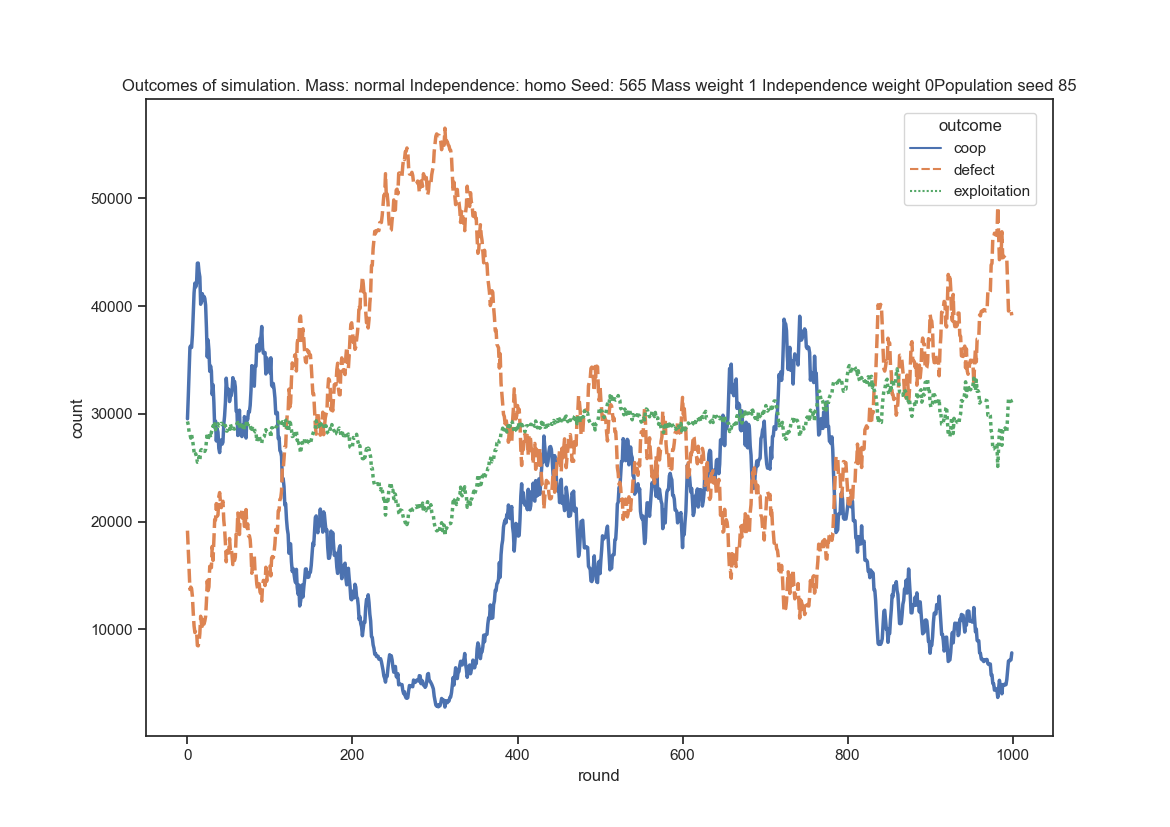 Outcomes of simulation. Mass: normal Independence: homo Seed: 565 Mass weight 1 Independence weight 0Population seed 85
outcome
coop
defect
exploitation
50000
40000
30000
20000
10000
count
0 200 400 600 800 1000
round